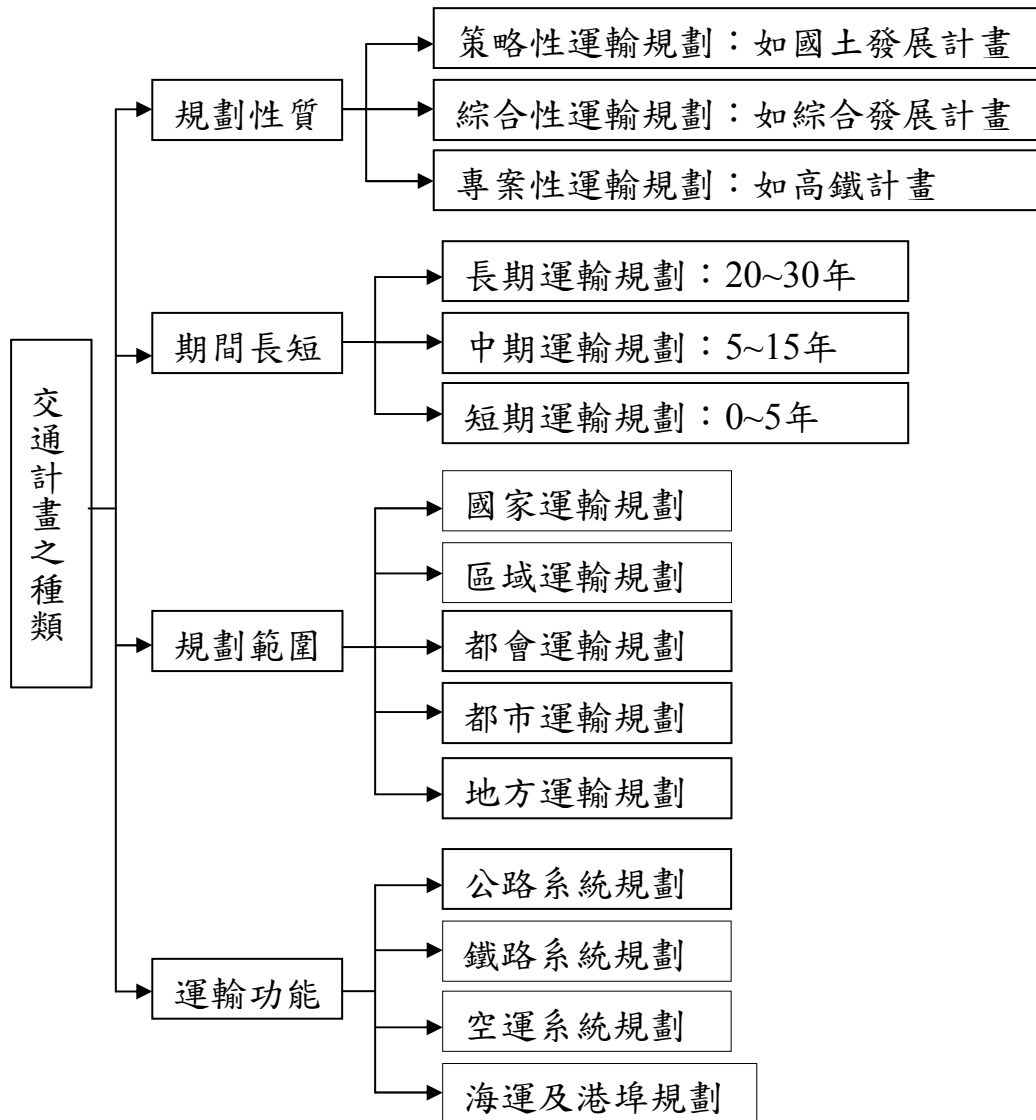 交通計畫之種類
規劃性質
策略性運輸規劃：如國土發展計畫
綜合性運輸規劃：如綜合發展計畫
專案性運輸規劃：如高鐵計畫
期間長短
長期運輸規劃：20~30年
中期運輸規劃：5~15年
短期運輸規劃：0~5年
規劃範圍
國家運輸規劃
區域運輸規劃
都會運輸規劃
都市運輸規劃
地方運輸規劃
運輸功能
公路系統規劃
鐵路系統規劃
空運系統規劃
海運及港埠規劃